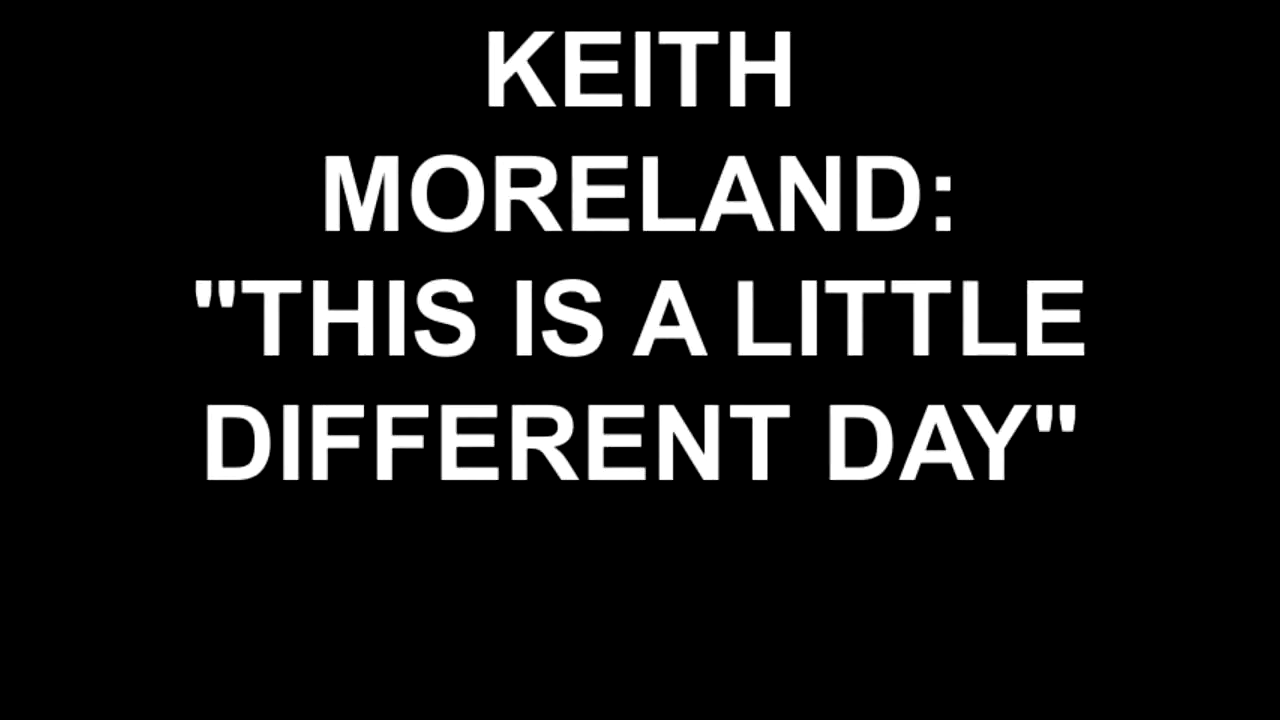 KEITH
MORELAND:
"THIS IS A LITTLE
DIFFERENT DAY"